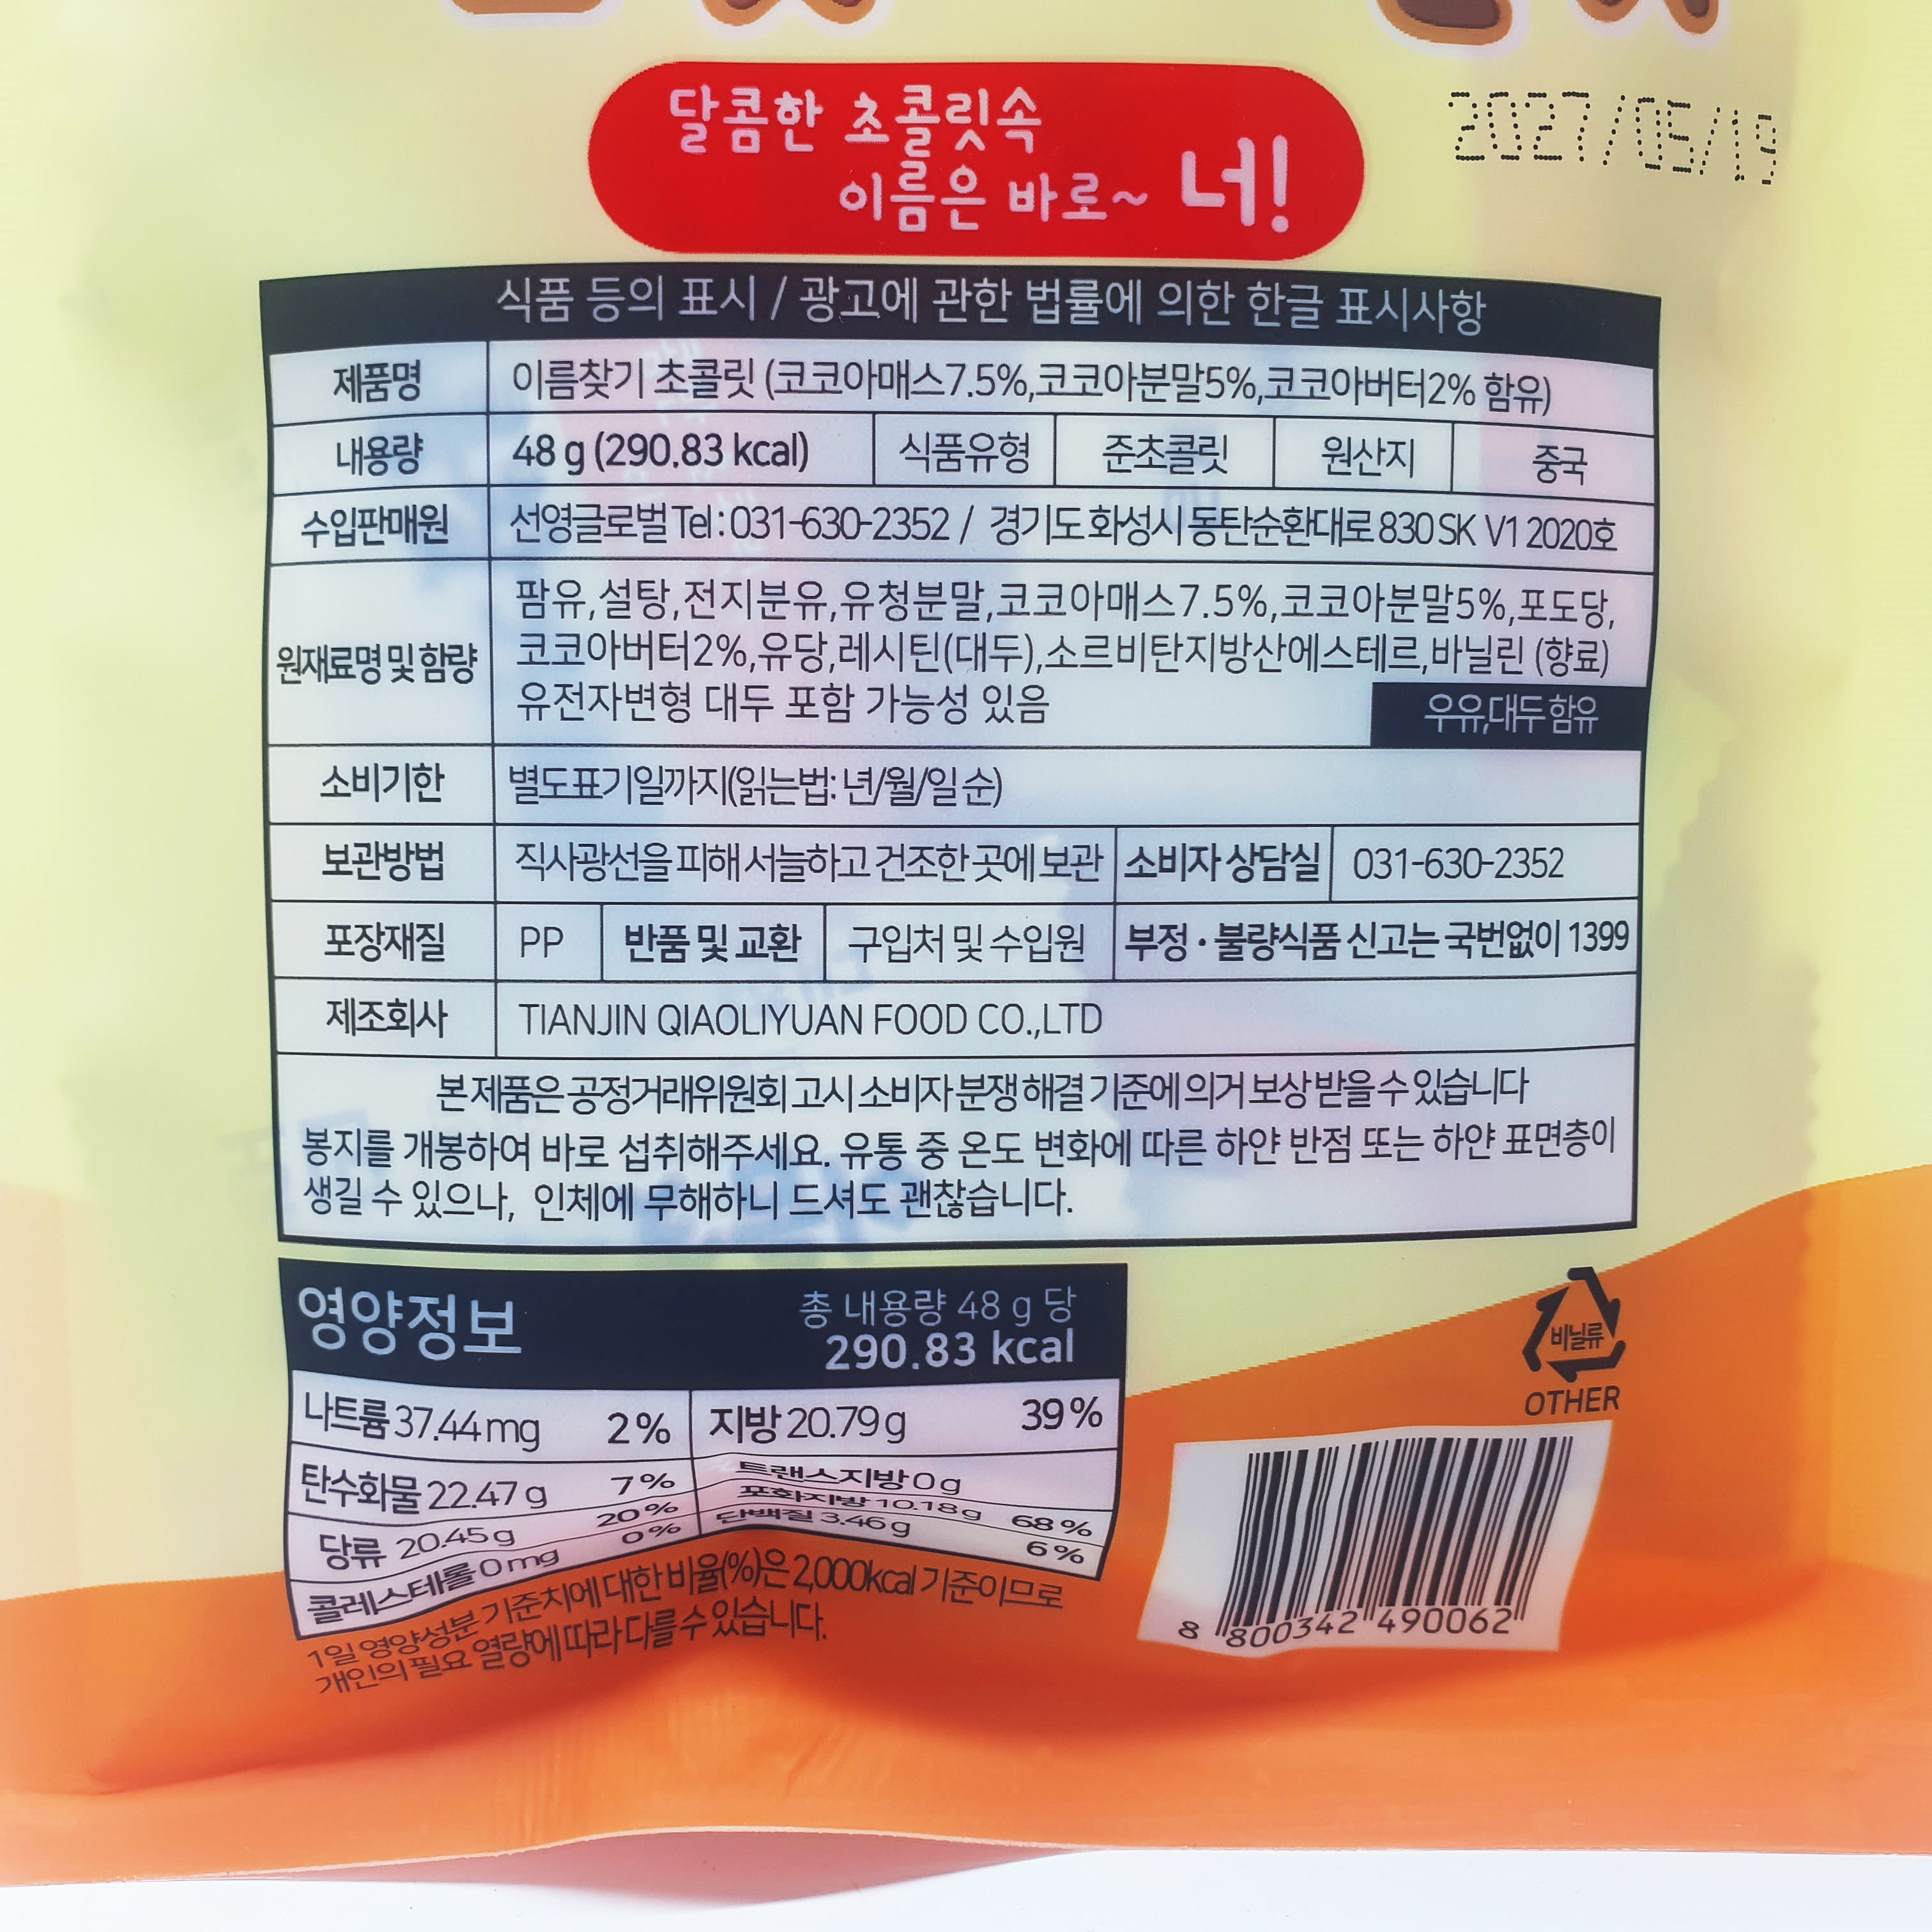 달콤한 초콜릿속
이름은 바로~ 너!
2027/05/19
식품 등의 표시 / 광고에 관한 법률에 의한 한글 표시사항
제품명 이름찾기 초콜릿 (코코아매스7.5%,코코아분말5%,코코아버터2% 함유)
내용량 48 g (290.83 kcal) 식품유형 준초콜릿 원산지 중국
수입판매원 선영글로벌 Tel : 031-630-2352 / 경기도 화성시 동탄순환대로 830 SK V1 2020호
원재료명 및 함량 팜유,설탕,전지분유,유청분말,코코아매스7.5%,코코아분말5%,포도당,
코코아버터2%,유당,레시틴(대두),소르비탄지방산에스테르,바닐린 (향료)
유전자변형 대두 포함 가능성 있음
우유,대두 함유
소비기한 별도표기일까지(읽는법: 년/월/일 순)
보관방법 직사광선을 피해 서늘하고 건조한 곳에 보관 소비자 상담실 031-630-2352
포장재질 PP 반품 및 교환 구입처 및 수입원 부정·불량식품 신고는 국번없이 1399
제조회사 TIANJIN QIAOLIYUAN FOOD CO.,LTD
본 제품은 공정거래위원회 고시 소비자 분쟁 해결 기준에 의거 보상 받을 수 있습니다
봉지를 개봉하여 바로 섭취해주세요. 유통 중 온도 변화에 따른 하얀 반점 또는 하얀 표면층이
생길 수 있으나, 인체에 무해하니 드셔도 괜찮습니다.
영양정보 총 내용량 48 g 당
290.83 kcal
나트륨 37.44 mg 2% 지방 20.79 g 39%
탄수화물 22.47 g 7% 트랜스지방 0 g
당류 20.45 g 20% 포화지방 10.18 g 68%
콜레스테롤 0 mg 0% 단백질 3.46 g 6%
1일 영양성분 기준치에 대한 비율(%)은 2,000kcal 기준이므로
개인의 필요 열량에 따라 다를 수 있습니다.
비닐류
OTHER
8 800342 490062